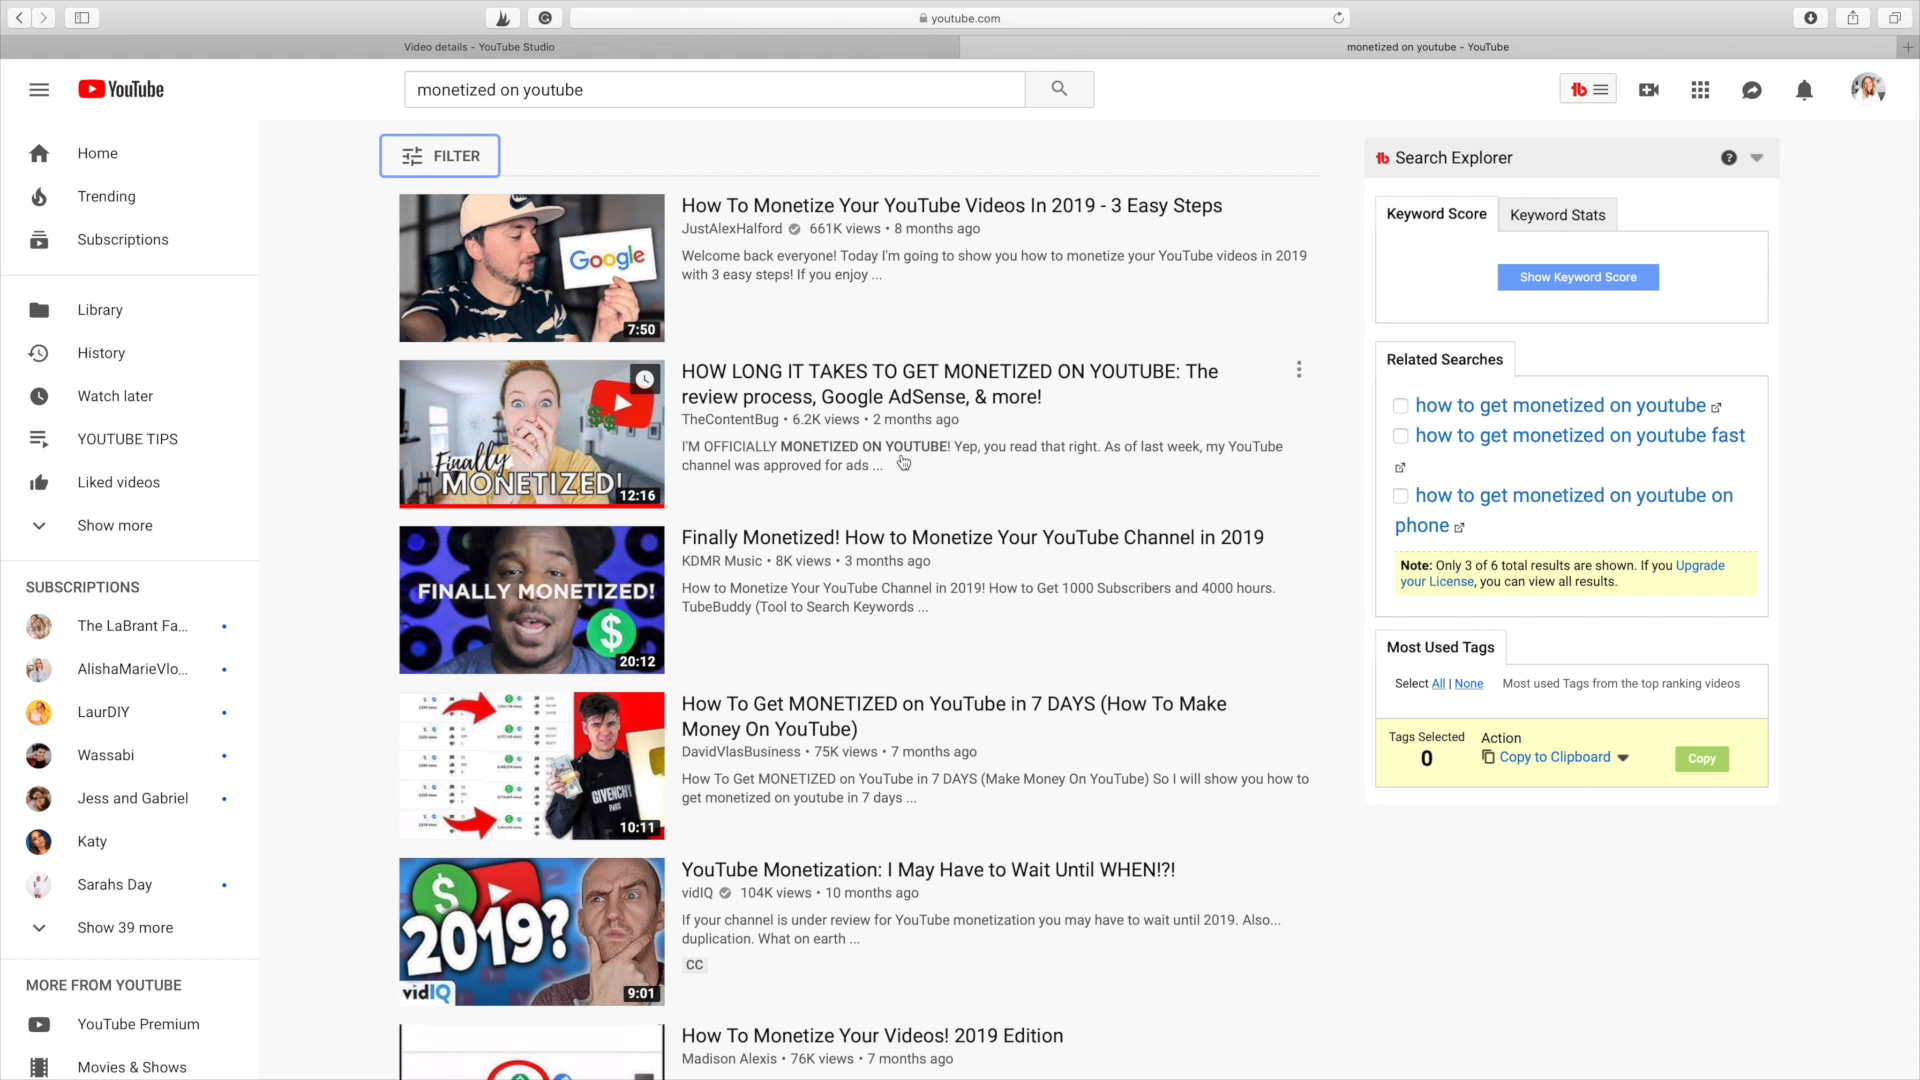 youtube.com
Video details - YouTube Studio
monetized on youtube - YouTube
YouTube
monetized on youtube
Home
Trending
Subscriptions
Library
History
Watch later
YOUTUBE TIPS
Liked videos
Show more
SUBSCRIPTIONS
The LaBrant Fa...
AlishaMarieVlo...
LaurDIY
Wassabi
Jess and Gabriel
Katy
Sarahs Day
Show 39 more
MORE FROM YOUTUBE
YouTube Premium
Movies & Shows
FILTER
Google
7:50
How To Monetize Your YouTube Videos In 2019 - 3 Easy Steps
JustAlexHalford 661K views • 8 months ago
Welcome back everyone! Today I'm going to show you how to monetize your YouTube videos in 2019
with 3 easy steps! If you enjoy ...
Finally
MONETIZED!
12:16
HOW LONG IT TAKES TO GET MONETIZED ON YOUTUBE: The
review process, Google AdSense, & more!
TheContentBug • 6.2K views • 2 months ago
I'M OFFICIALLY MONETIZED ON YOUTUBE! Yep, you read that right. As of last week, my YouTube
channel was approved for ads ...
FINALLY MONETIZED!
20:12
Finally Monetized! How to Monetize Your YouTube Channel in 2019
KDMR Music • 8K views • 3 months ago
How to Monetize Your YouTube Channel in 2019! How to Get 1000 Subscribers and 4000 hours.
TubeBuddy (Tool to Search Keywords ...
GIVENCHY
PARIS
10:11
How To Get MONETIZED on YouTube in 7 DAYS (How To Make
Money On YouTube)
DavidVlasBusiness • 75K views • 7 months ago
How To Get MONETIZED on YouTube in 7 DAYS (Make Money On YouTube) So I will show you how to
get monetized on youtube in 7 days ...
2019?
vidIQ
9:01
YouTube Monetization: I May Have to Wait Until WHEN!?!
vidIQ 104K views • 10 months ago
If your channel is under review for YouTube monetization you may have to wait until 2019. Also...
duplication. What on earth ...
CC
How To Monetize Your Videos! 2019 Edition
Madison Alexis • 76K views • 7 months ago
Search Explorer
Keyword Score
Keyword Stats
Show Keyword Score
Related Searches
how to get monetized on youtube
how to get monetized on youtube fast
how to get monetized on youtube on
phone
Note: Only 3 of 6 total results are shown. If you Upgrade
your License, you can view all results.
Most Used Tags
Select All | None Most used Tags from the top ranking videos
Tags Selected
0
Action
Copy to Clipboard
Copy